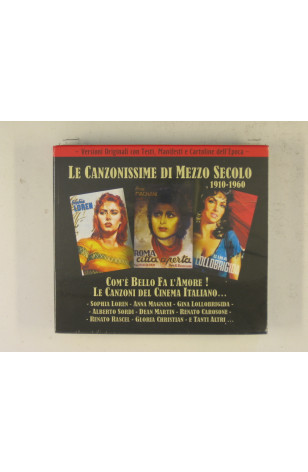 - Versioni Originali con Testi, Manifesti e Cartoline dell'Epoca -
LE CANZONISSIME DI MEZZO SECOLO
1910-1960
LOREN
ROMA
città aperta
GINA
LOLLOBRIGIDA
COM'È BELLO FA L'AMORE !
LE CANZONI DEL CINEMA ITALIANO...
- SOPHIA LOREN - ANNA MAGNANI - GINA LOLLOBRIGIDA -
- ALBERTO SORDI - DEAN MARTIN - RENATO CAROSONE -
- RENATO RASCEL - GLORIA CHRISTIAN - E TANTI ALTRI ...